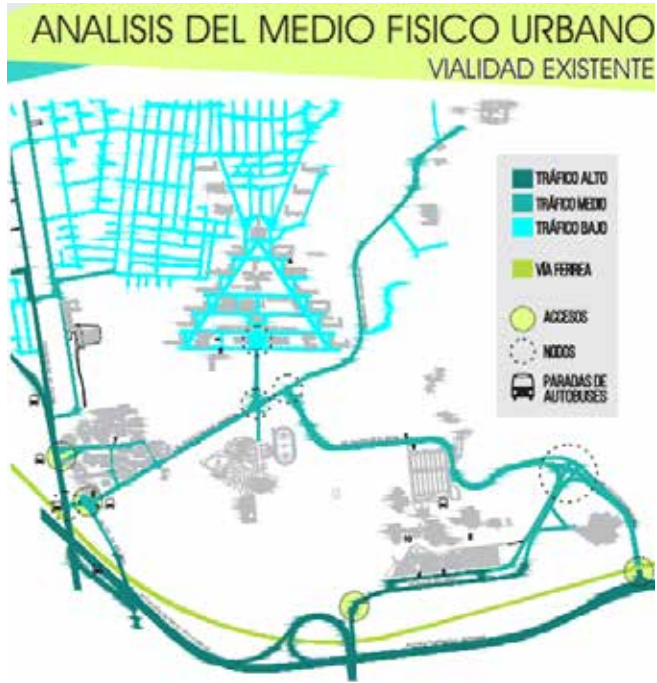 ANALISIS DEL MEDIO FISICO URBANO
VIALIDAD EXISTENTE
TRÁFICO ALTO
TRÁFICO MEDIO
TRÁFICO BAJO
VÍA FERREA
ACCESOS
NODOS
PARADAS DE
AUTOBUSES